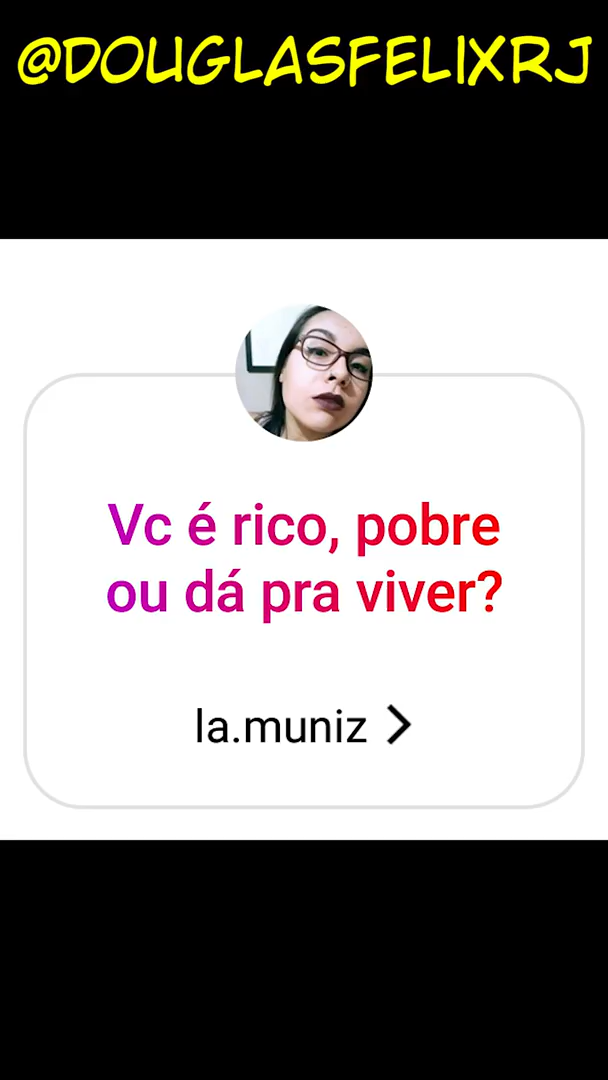 @DOUGLASFELIXRJ
Vc é rico, pobre
ou dá pra viver?
la.muniz